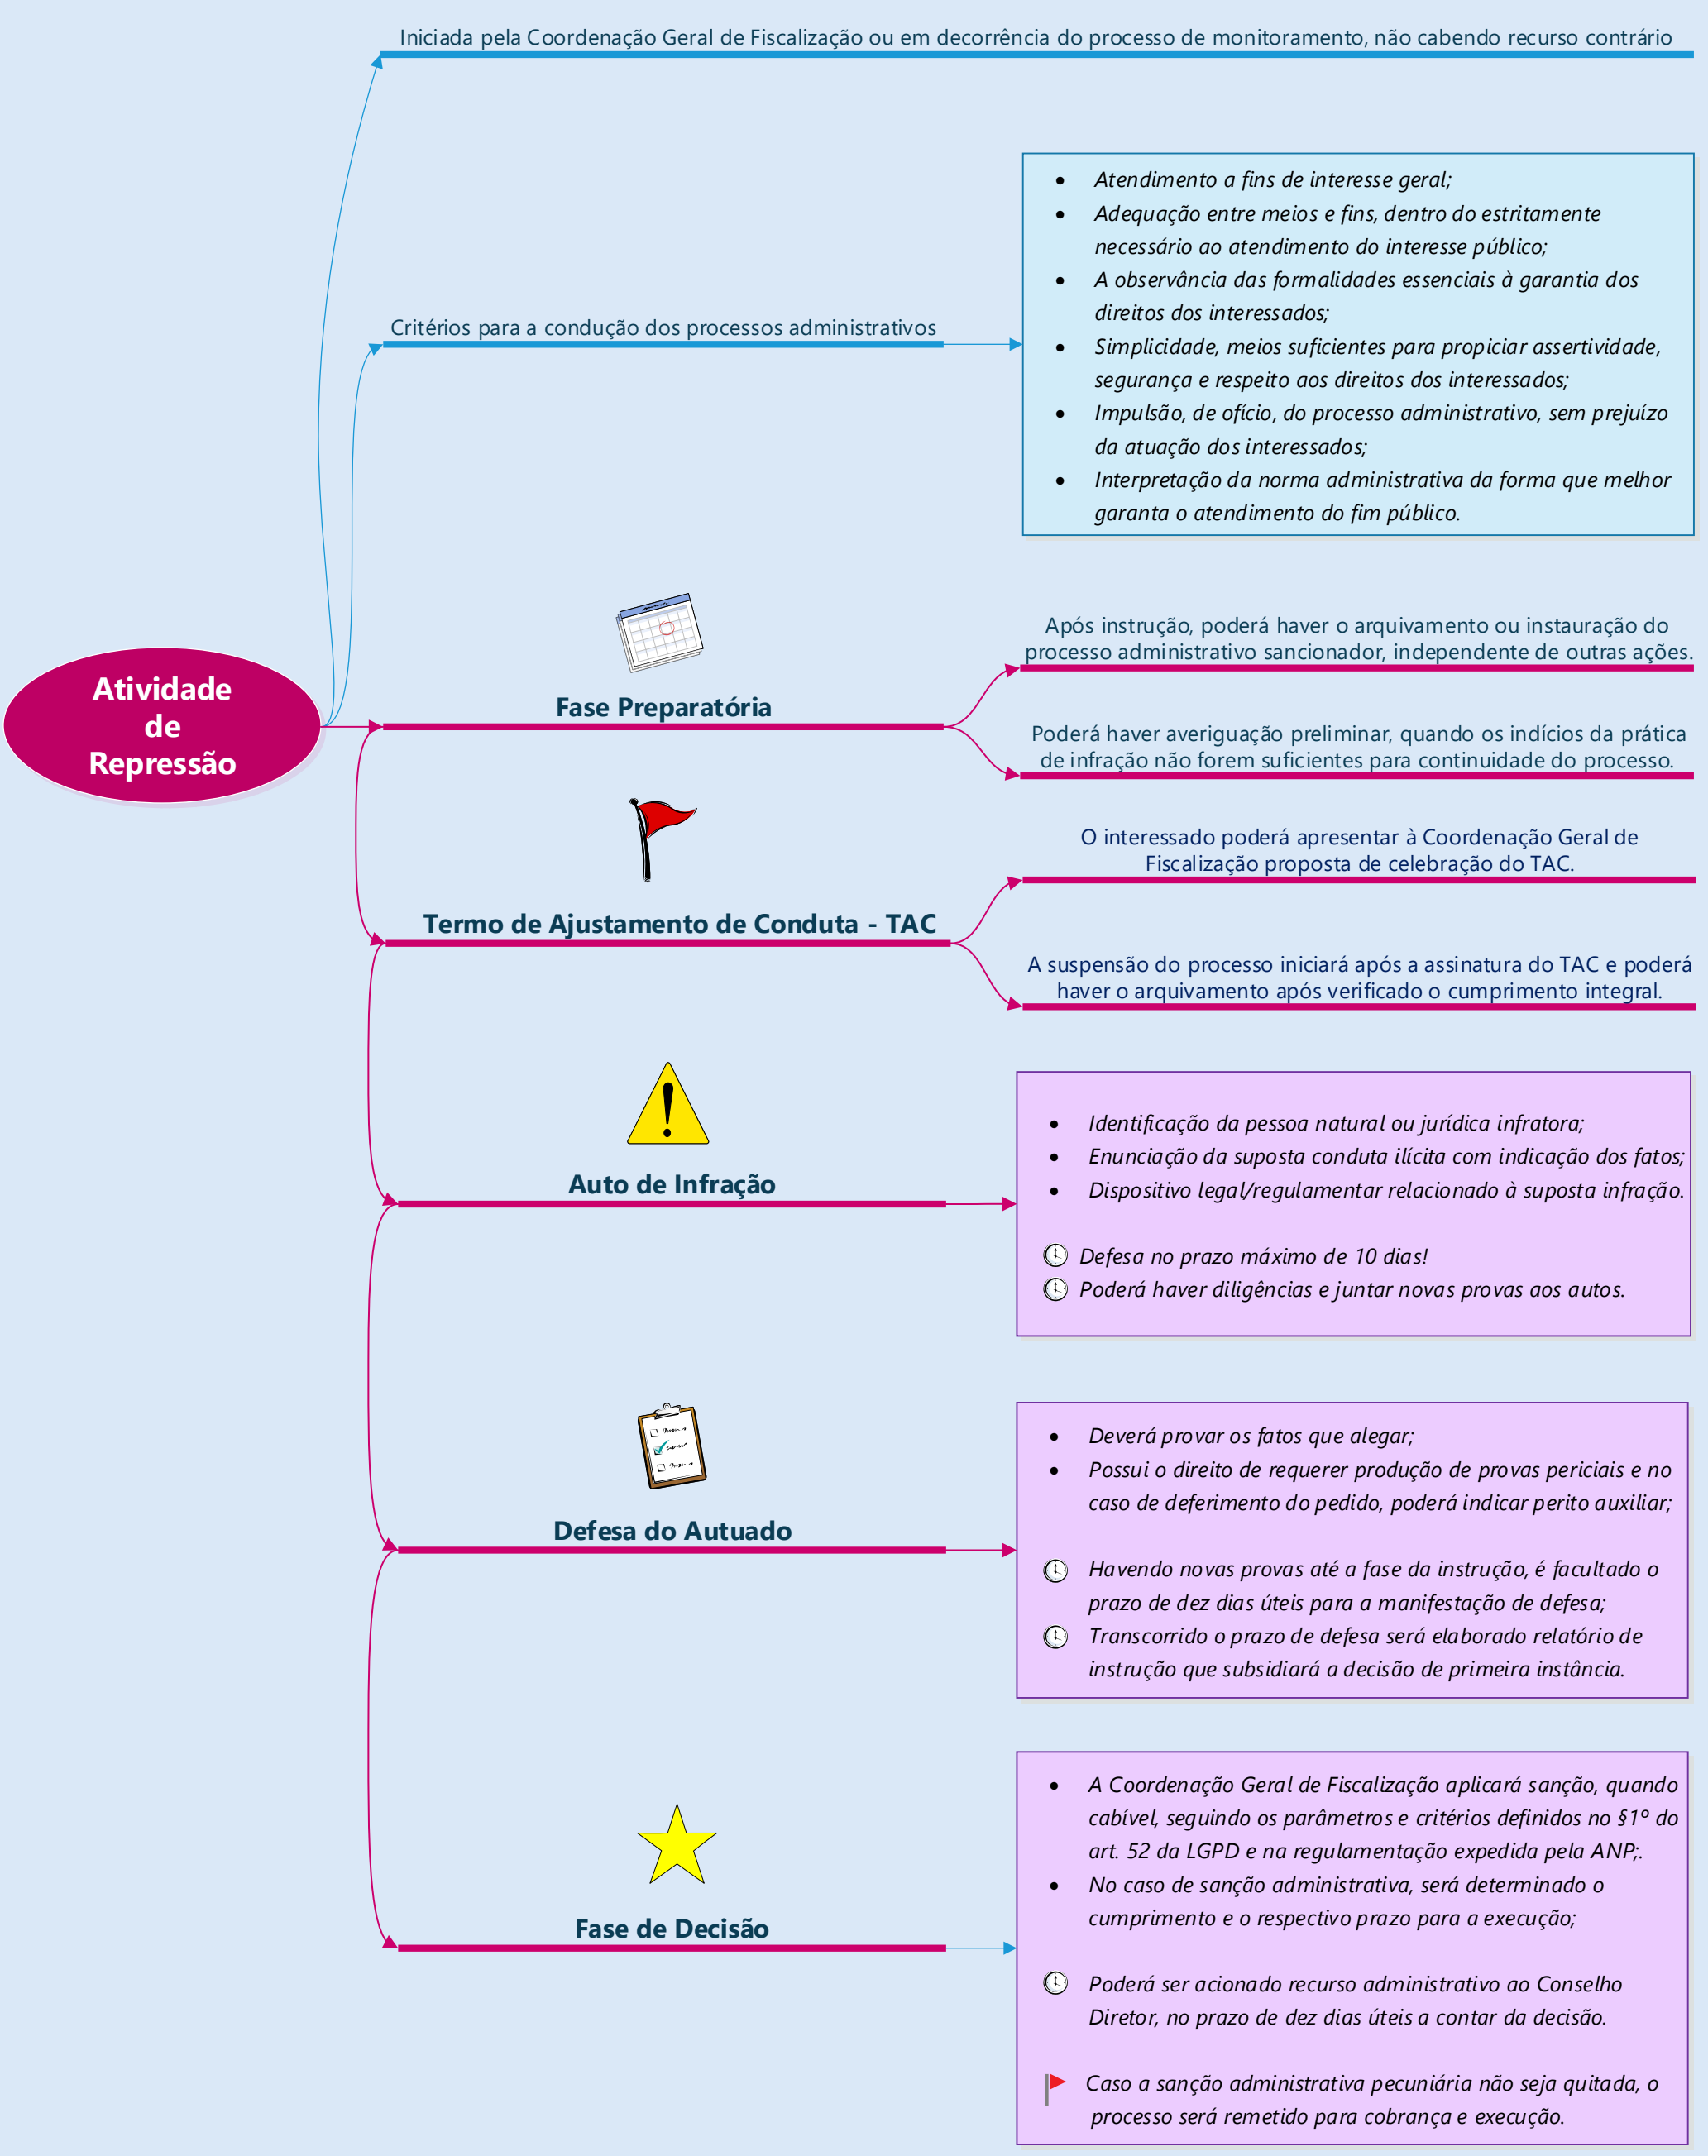 Iniciada pela Coordenação Geral de Fiscalização ou em decorrência do processo de monitoramento, não cabendo recurso contrário
Critérios para a condução dos processos administrativos
• Atendimento a fins de interesse geral;
• Adequação entre meios e fins, dentro do estritamente
necessário ao atendimento do interesse público;
• A observância das formalidades essenciais à garantia dos
direitos dos interessados;
• Simplicidade, meios suficientes para propiciar assertividade,
segurança e respeito aos direitos dos interessados;
• Impulsão, de ofício, do processo administrativo, sem prejuízo
da atuação dos interessados;
• Interpretação da norma administrativa da forma que melhor
garanta o atendimento do fim público.
Atividade
de
Repressão
Fase Preparatória
Após instrução, poderá haver o arquivamento ou instauração do
processo administrativo sancionador, independente de outras ações.
Poderá haver averiguação preliminar, quando os indícios da prática
de infração não forem suficientes para continuidade do processo.
Termo de Ajustamento de Conduta - TAC
O interessado poderá apresentar à Coordenação Geral de
Fiscalização proposta de celebração do TAC.
A suspensão do processo iniciará após a assinatura do TAC e poderá
haver o arquivamento após verificado o cumprimento integral.
Auto de Infração
• Identificação da pessoa natural ou jurídica infratora;
• Enunciação da suposta conduta ilícita com indicação dos fatos;
• Dispositivo legal/regulamentar relacionado à suposta infração.
Defesa no prazo máximo de 10 dias!
Poderá haver diligências e juntar novas provas aos autos.
Defesa do Autuado
• Deverá provar os fatos que alegar;
• Possui o direito de requerer produção de provas periciais e no
caso de deferimento do pedido, poderá indicar perito auxiliar;
Havendo novas provas até a fase da instrução, é facultado o
prazo de dez dias úteis para a manifestação de defesa;
Transcorrido o prazo de defesa será elaborado relatório de
instrução que subsidiará a decisão de primeira instância.
Fase de Decisão
• A Coordenação Geral de Fiscalização aplicará sanção, quando
cabível, seguindo os parâmetros e critérios definidos no §1º do
art. 52 da LGPD e na regulamentação expedida pela ANP;.
• No caso de sanção administrativa, será determinado o
cumprimento e o respectivo prazo para a execução;
Poderá ser acionado recurso administrativo ao Conselho
Diretor, no prazo de dez dias úteis a contar da decisão.
Caso a sanção administrativa pecuniária não seja quitada, o
processo será remetido para cobrança e execução.